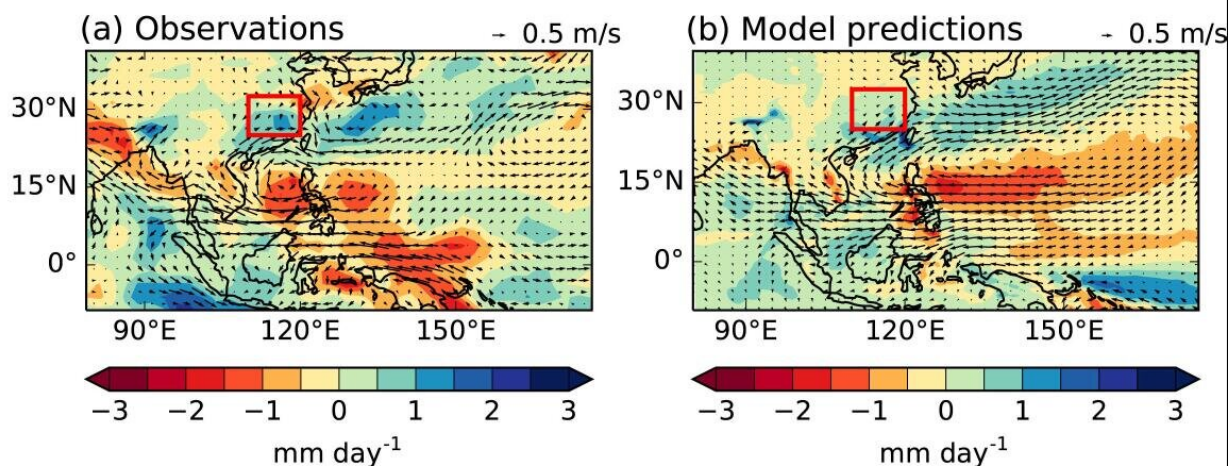 (a) Observations → 0.5 m/s
(b) Model predictions → 0.5 m/s
30°N
15°N
0°
90°E 120°E 150°E
30°N
15°N
0°
90°E 120°E 150°E
−3 −2 −1 0 1 2 3
mm day⁻¹
−3 −2 −1 0 1 2 3
mm day⁻¹